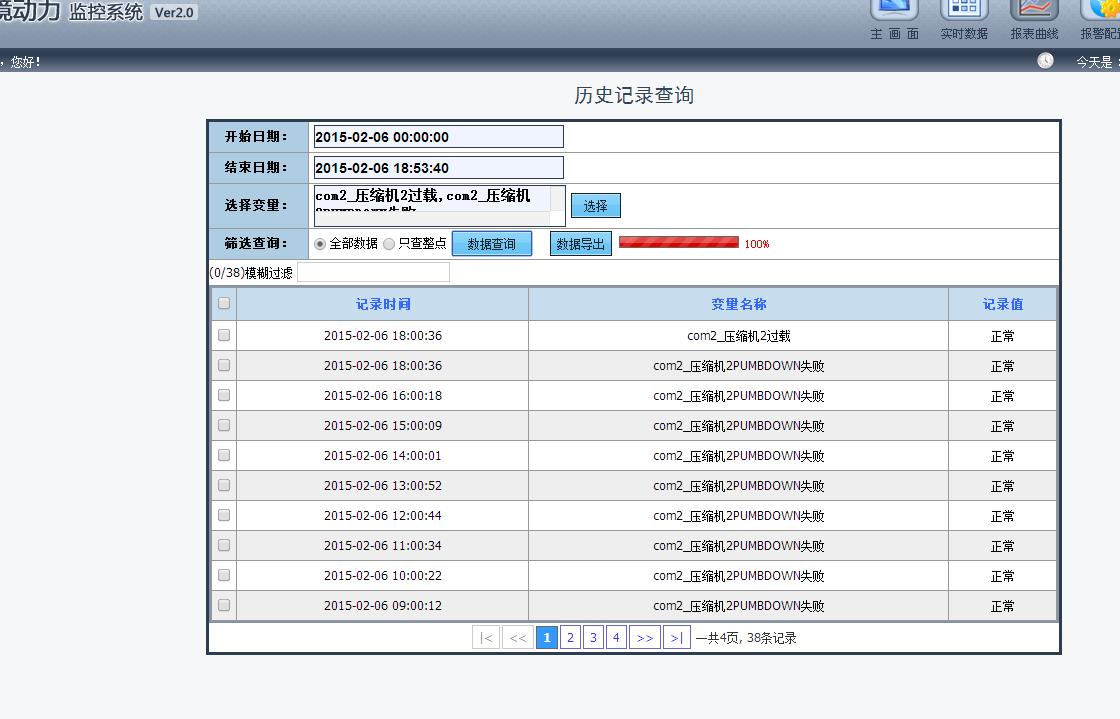 境动力 监控系统 Ver2.0
主 画 面 实时数据 报表曲线 报警配
，您好！ 今天是：
历史记录查询
开始日期： 2015-02-06 00:00:00
结束日期： 2015-02-06 18:53:40
选择变量： com2_压缩机2过载,com2_压缩机 选择
2PUMBDOWN失败
筛选查询： 全部数据 只查整点 数据查询 数据导出 100%
(0/38)模糊过滤
记录时间 变量名称 记录值
2015-02-06 18:00:36 com2_压缩机2过载 正常
2015-02-06 18:00:36 com2_压缩机2PUMBDOWN失败 正常
2015-02-06 16:00:18 com2_压缩机2PUMBDOWN失败 正常
2015-02-06 15:00:09 com2_压缩机2PUMBDOWN失败 正常
2015-02-06 14:00:01 com2_压缩机2PUMBDOWN失败 正常
2015-02-06 13:00:52 com2_压缩机2PUMBDOWN失败 正常
2015-02-06 12:00:44 com2_压缩机2PUMBDOWN失败 正常
2015-02-06 11:00:34 com2_压缩机2PUMBDOWN失败 正常
2015-02-06 10:00:22 com2_压缩机2PUMBDOWN失败 正常
2015-02-06 09:00:12 com2_压缩机2PUMBDOWN失败 正常
|< << 1 2 3 4 >> >| 一共4页, 38条记录